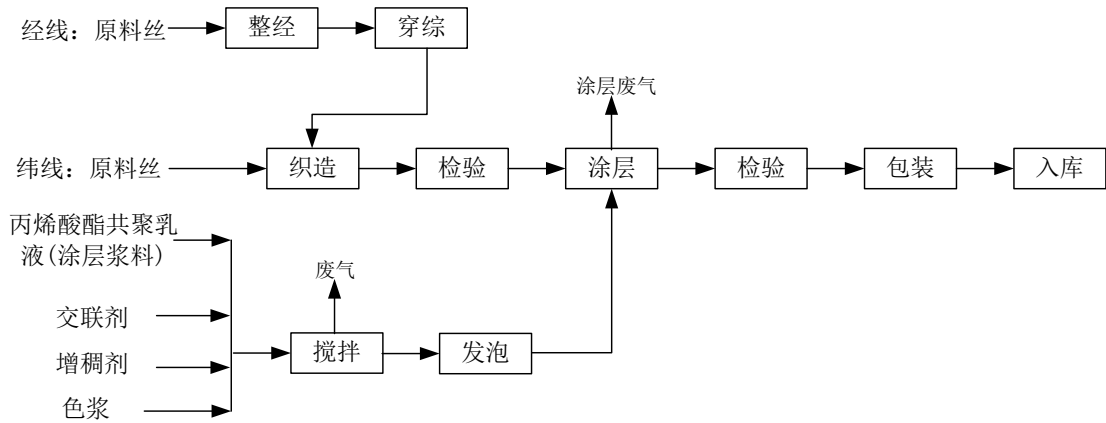 经线：原料丝
整经
穿综
涂层废气
纬线：原料丝
织造
检验
涂层
检验
包装
入库
丙烯酸酯共聚乳
液(涂层浆料)
废气
交联剂
搅拌
发泡
增稠剂
色浆